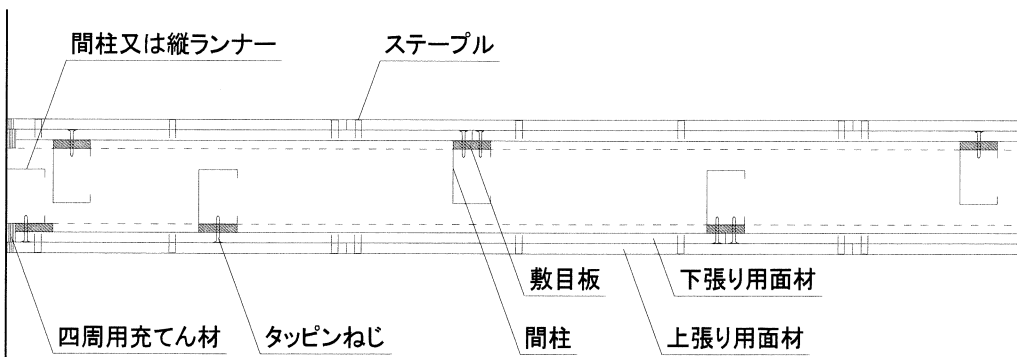 間柱又は縦ランナー
ステープル
敷目板
下張り用面材
四周用充てん材
タッピンねじ
間柱
上張り用面材